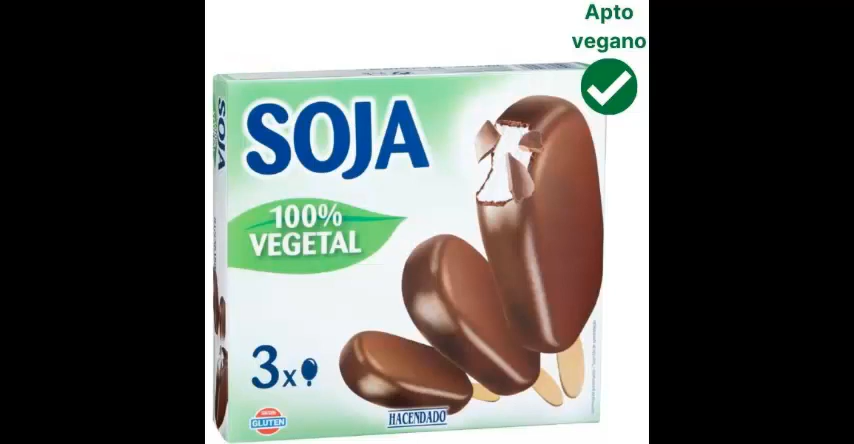 Apto
vegano
SOJA
SOJA
100%
VEGETAL
3x
GLUTEN
HACENDADO